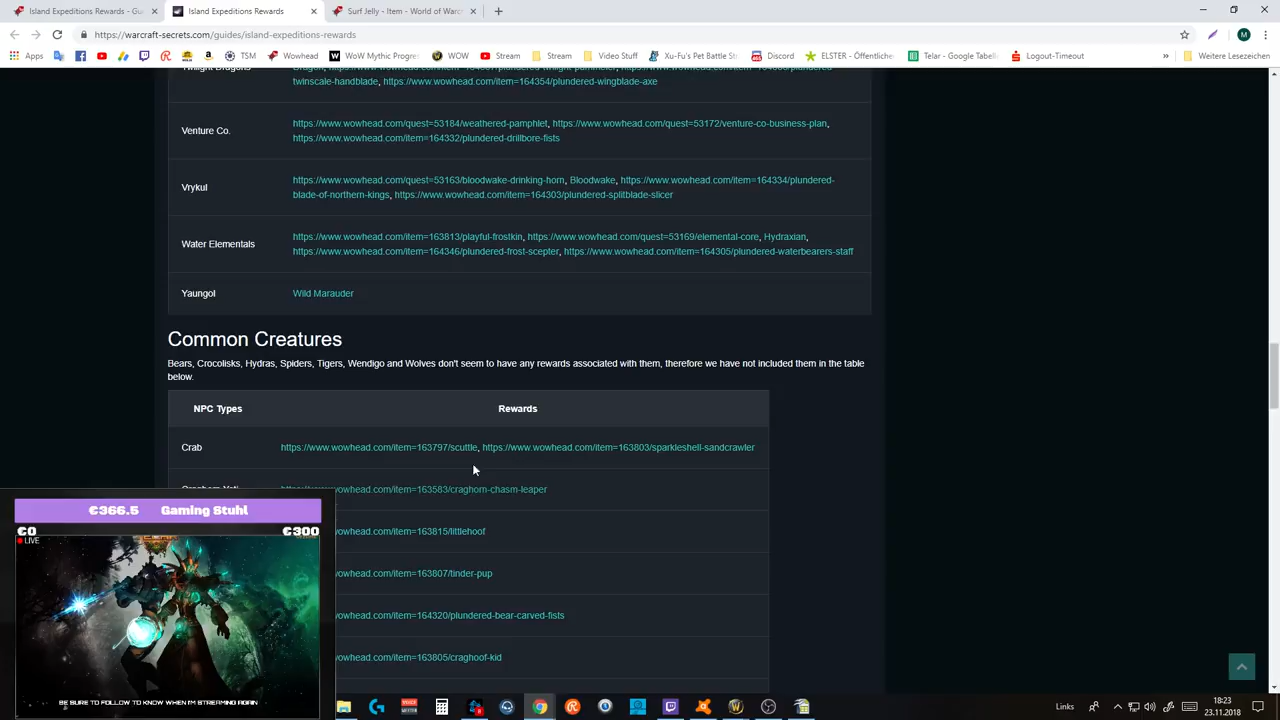 Island Expeditions Rewards - Gu
Island Expeditions Rewards
Surf Jelly - Item - World of Warc
https://warcraft-secrets.com/guides/island-expeditions-rewards
M
Apps
TSM
Wowhead
WoW Mythic Progre
WOW
Stream
Stream
Video Stuff
Xu-Fu's Pet Battle St
Discord
ELSTER - Öffentliche
Telar - Google Tabell
Logout-Timeout
»
Weitere Lesezeichen
twinscale-handblade, https://www.wowhead.com/item=164354/plundered-wingblade-axe
Venture Co.
https://www.wowhead.com/quest=53184/weathered-pamphlet, https://www.wowhead.com/quest=53172/venture-co-business-plan,
https://www.wowhead.com/item=164332/plundered-drillbore-fists
Vrykul
https://www.wowhead.com/quest=53163/bloodwake-drinking-horn, Bloodwake, https://www.wowhead.com/item=164334/plundered-
blade-of-northern-kings, https://www.wowhead.com/item=164303/plundered-splitblade-slicer
Water Elementals
https://www.wowhead.com/item=163813/playful-frostkin, https://www.wowhead.com/quest=53169/elemental-core, Hydraxian,
https://www.wowhead.com/item=164346/plundered-frost-scepter, https://www.wowhead.com/item=164305/plundered-waterbearers-staff
Yaungol
Wild Marauder
Common Creatures
Bears, Crocolisks, Hydras, Spiders, Tigers, Wendigo and Wolves don't seem to have any rewards associated with them, therefore we have not included them in the table
below.
NPC Types
Rewards
Crab
https://www.wowhead.com/item=163797/scuttle, https://www.wowhead.com/item=163803/sparkleshell-sandcrawler
wowhead.com/item=163583/craghorn-chasm-leaper
wowhead.com/item=163815/littlehoof
wowhead.com/item=163807/tinder-pup
wowhead.com/item=164320/plundered-bear-carved-fists
wowhead.com/item=163805/craghoof-kid
€366.5 Gaming Stuhl
€0
€300
LIVE
BE SURE TO FOLLOW TO KNOW WHEN I'M STREAMING AGAIN
Links
18:23
23.11.2018